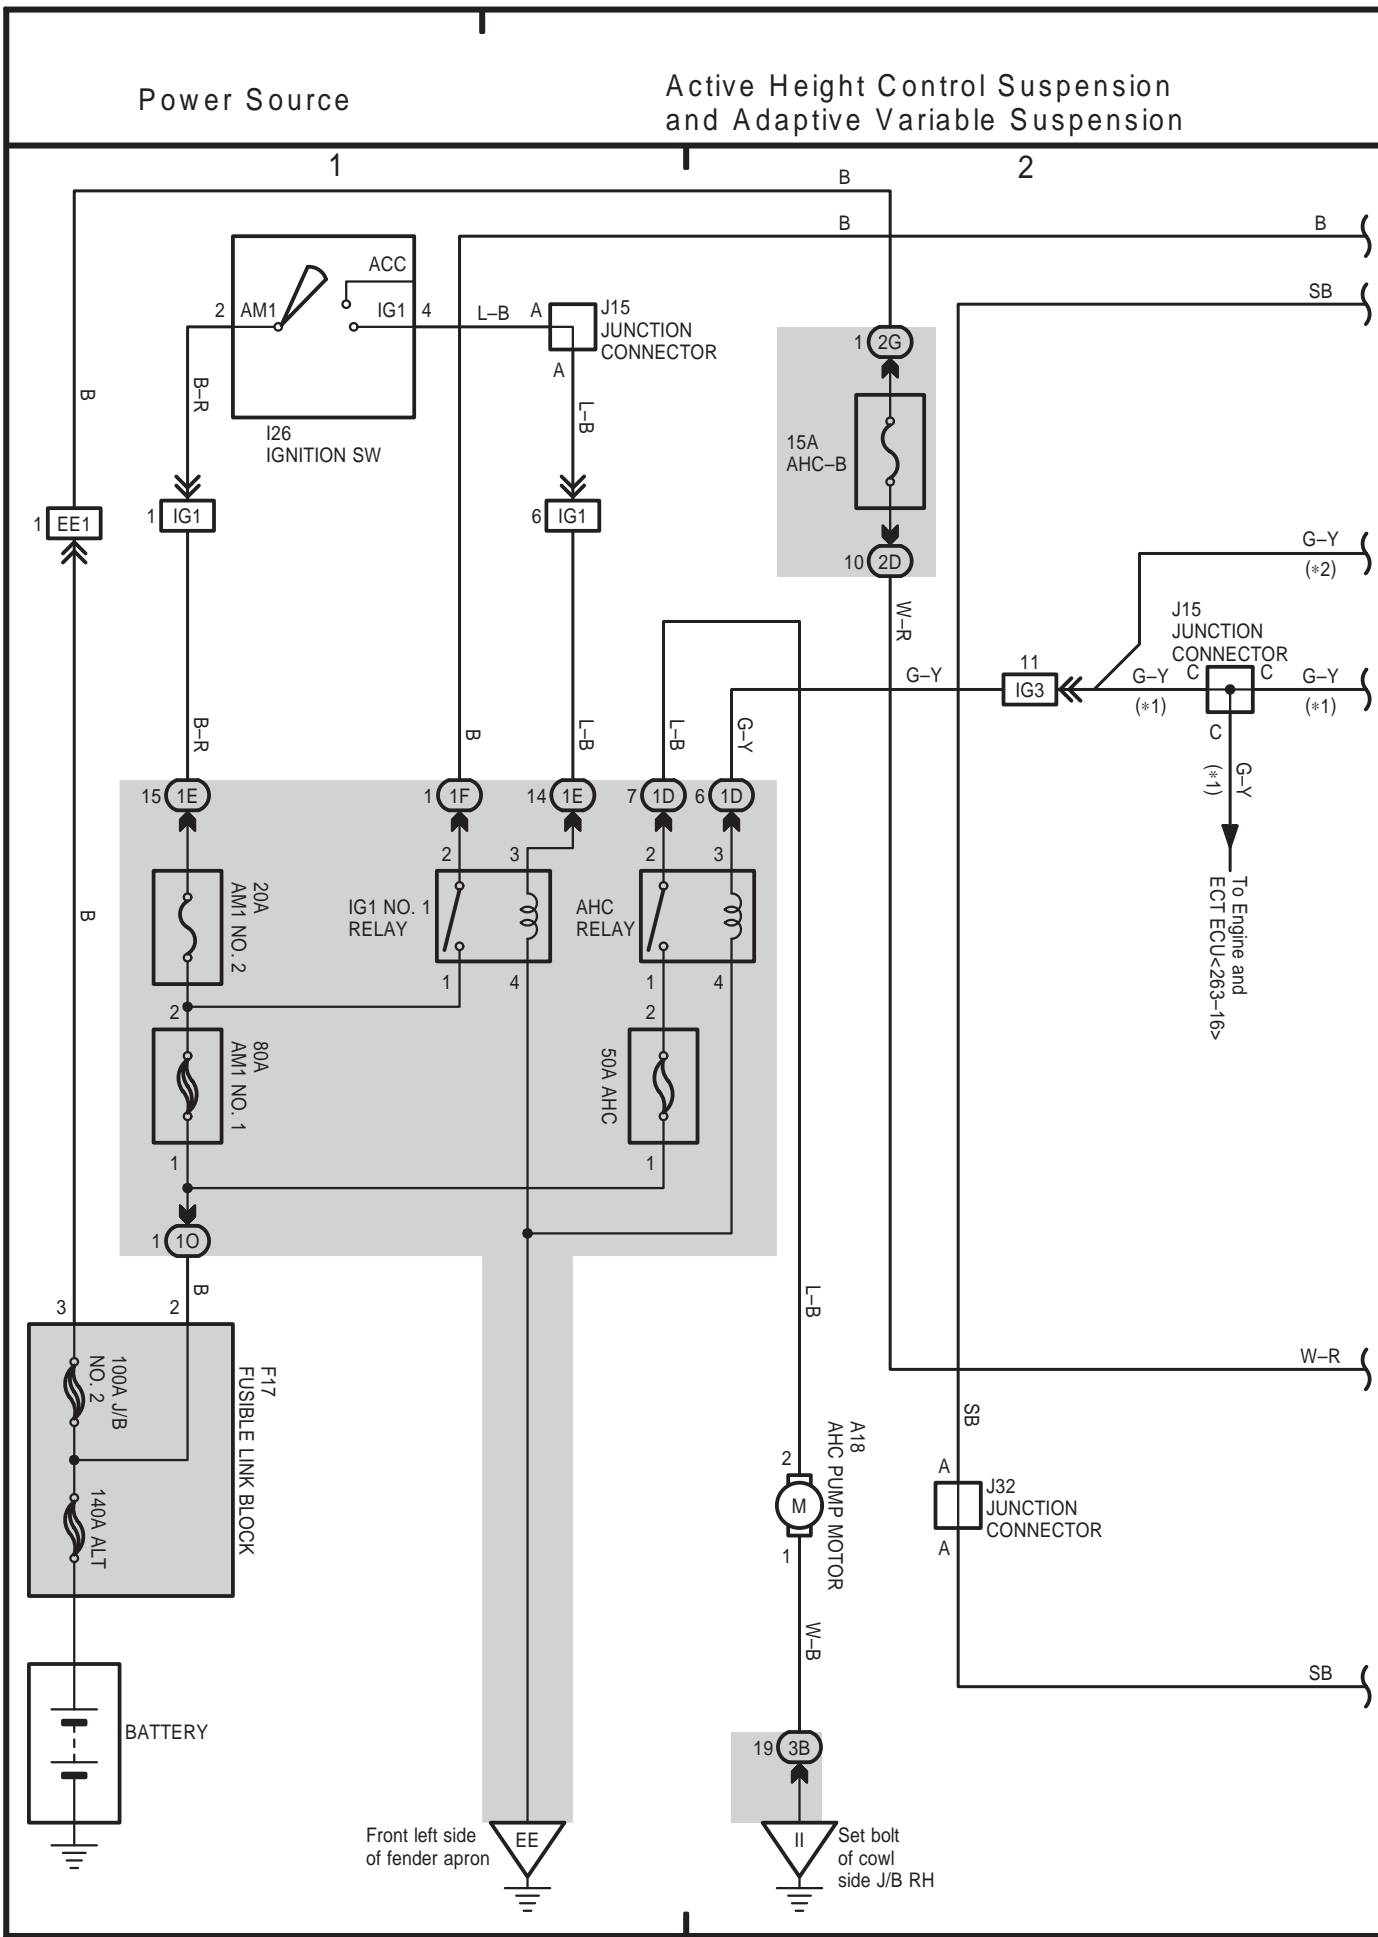 Power Source
Active Height Control Suspension
and Adaptive Variable Suspension
1
2
B
B
B
SB
ACC
2
AM1
IG1
4
L–B
A
J15
JUNCTION
CONNECTOR
A
I26
IGNITION SW
B
B–R
L–B
1
2G
15A
AHC–B
10
2D
1
EE1
1
IG1
6
IG1
G–Y
(*2)
J15
JUNCTION
CONNECTOR
W–R
G–Y
11
IG3
G–Y
(*1)
C
C
G–Y
(*1)
C
G–Y
(*1)
To Engine and
ECT ECU<263–16>
B–R
B
L–B
L–B
G–Y
15
1E
1
1F
14
1E
7
1D
6
1D
2
3
2
3
20A
AM1 NO. 2
IG1 NO. 1
RELAY
AHC
RELAY
B
1
4
1
4
2
2
80A
AM1 NO. 1
50A AHC
1
1
1
1O
B
3
2
L–B
W–R
100A J/B
NO. 2
F17
FUSIBLE LINK BLOCK
140A ALT
SB
2
M
1
A18
AHC PUMP MOTOR
A
J32
JUNCTION
CONNECTOR
A
W–B
SB
BATTERY
19
3B
Front left side
of fender apron
EE
II
Set bolt
of cowl
side J/B RH